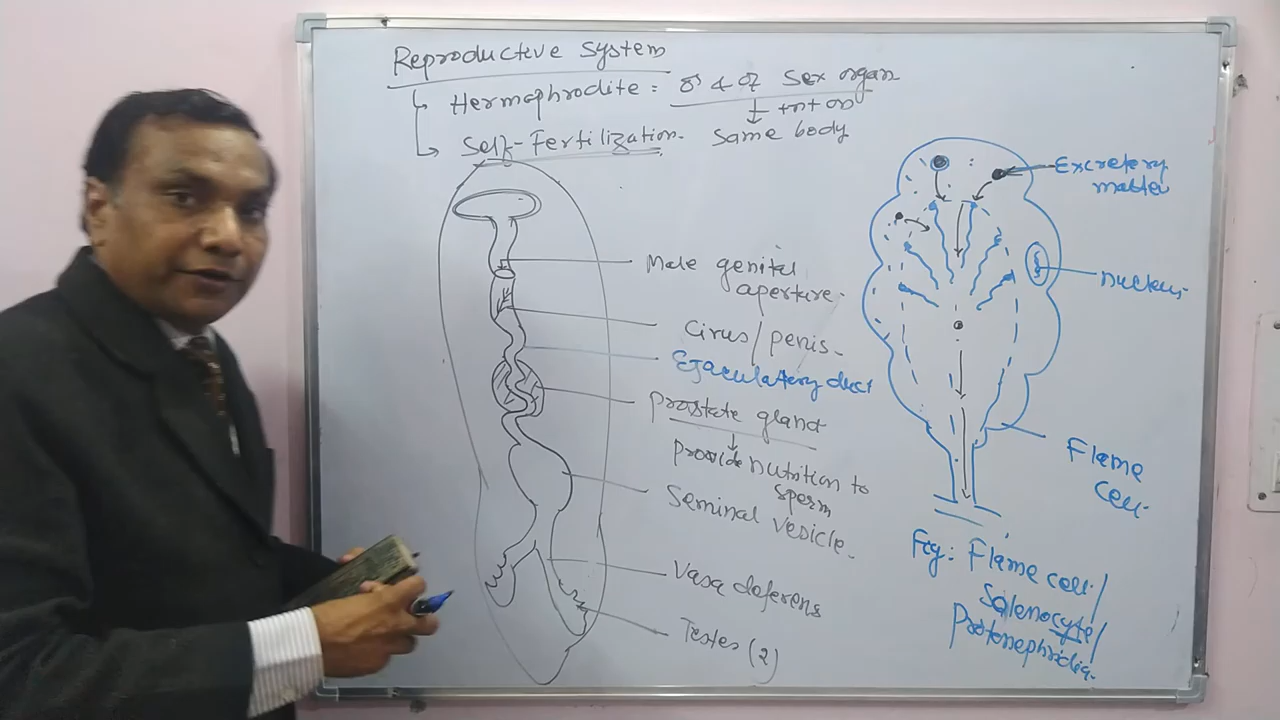 Reproductive System
Hermaphrodite : ♂ & ♀ Sex organ
Self-Fertilization. Same body
Male genital
aperture.
Cirus/penis.
Ejaculatory duct
Prostate gland
Provide nutrition to
sperm
Seminal vesicle.
Vasa deferens
Testes (2)
Excretory
matter
nucleus.
Flame
cell.
Fig: Flame cell/
Solenocyte/
Protonephridia.